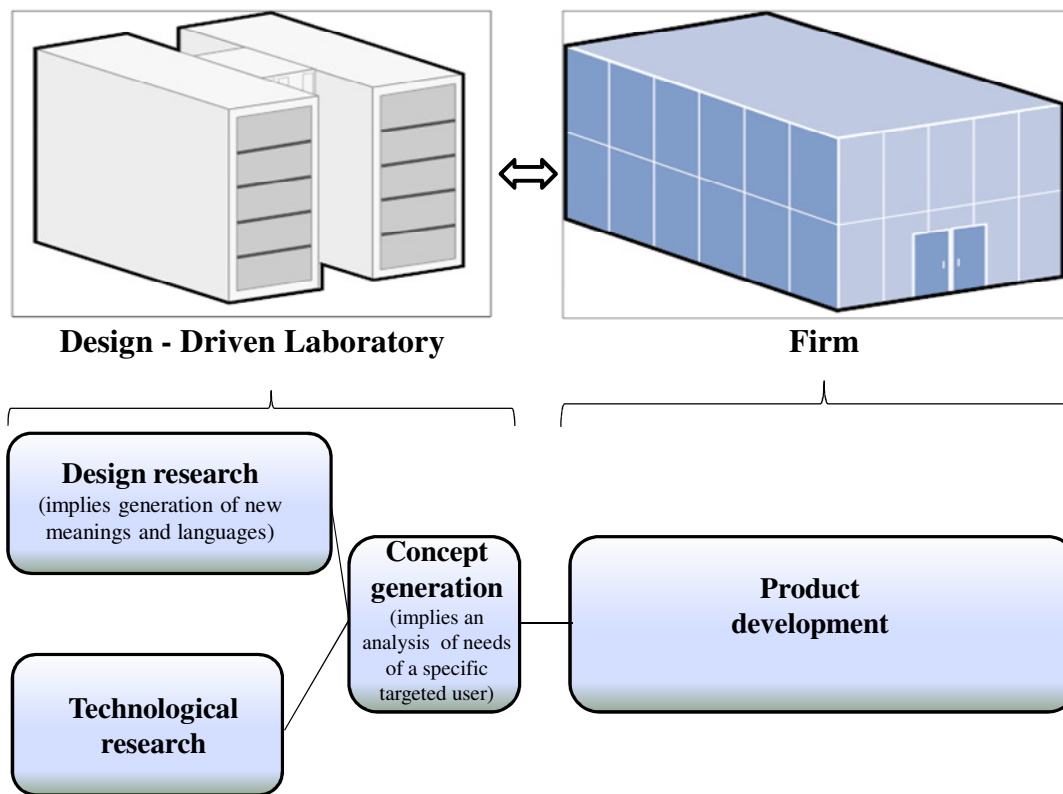 Design - Driven Laboratory
Firm
Design research
(implies generation of new
meanings and languages)
Concept
generation
(implies an
analysis of needs
of a specific
targeted user)
Product
development
Technological
research